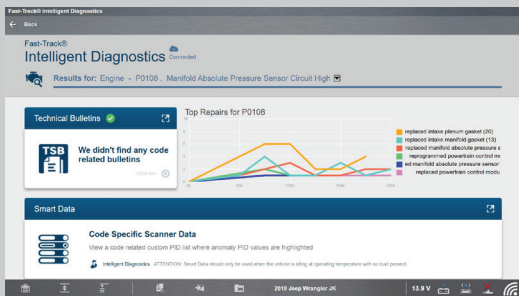 Fast-Track® Intelligent Diagnostics
← Back
Fast-Track®
Intelligent Diagnostics Connected
Results for: Engine - P0108 , Manifold Absolute Pressure Sensor Circuit High
Technical Bulletins
TSB
We didn't find any code
related bulletins
Top Repairs for P0108
replaced intake plenum gasket (20)
replaced intake manifold gasket (13)
replaced manifold absolute pressure s
reprogrammed powertrain control mo
ed manifold absolute pressure sensor
replaced powertrain control modu
Smart Data
Code Specific Scanner
Data
View a code related custom PID list where anomaly PID values are highlighted
Intelligent Diagnostics ATTENTION: Smart Data should only be used when the vehicle is idling at operating temperature with no load present.
2018 Jeep Wrangler JK
13.9 V